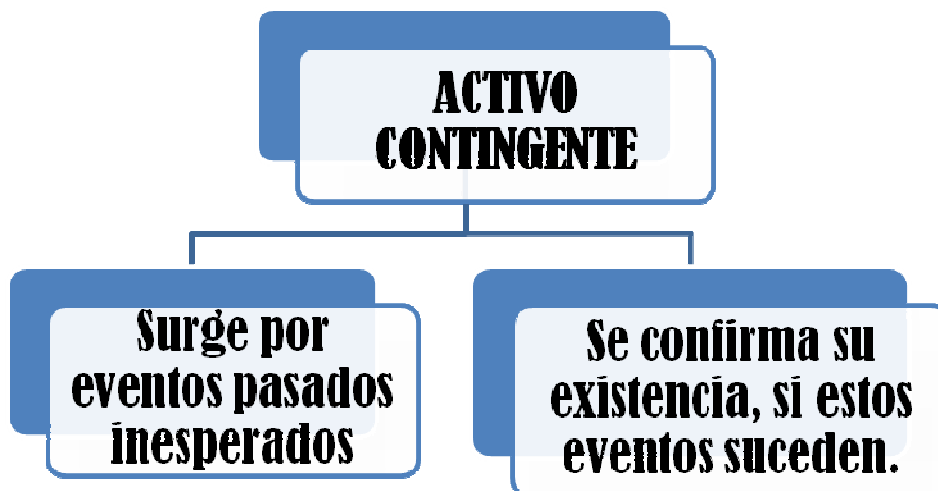 ACTIVO
CONTINGENTE
Surge por
eventos pasados
inesperados
Se confirma su
existencia, si estos
eventos suceden.